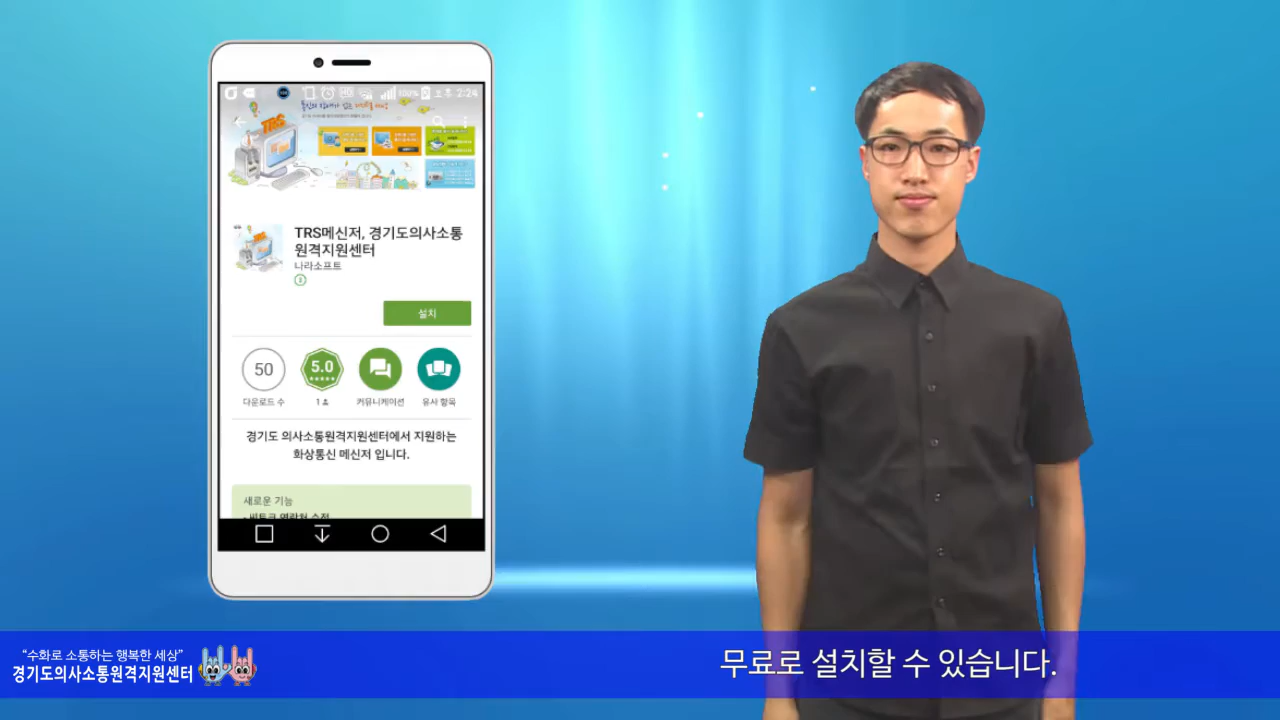 100%
2:24
TRS
TRS메신저, 경기도의사소통
원격지원센터
나라소프트
설치
50
5.0
다운로드 수
1
커뮤니케이션
유사 항목
경기도 의사소통원격지원센터에서 지원하는
화상통신 메신저 입니다.
새로운 기능
“수화로 소통하는 행복한 세상”
경기도의사소통원격지원센터
무료로 설치할 수 있습니다.